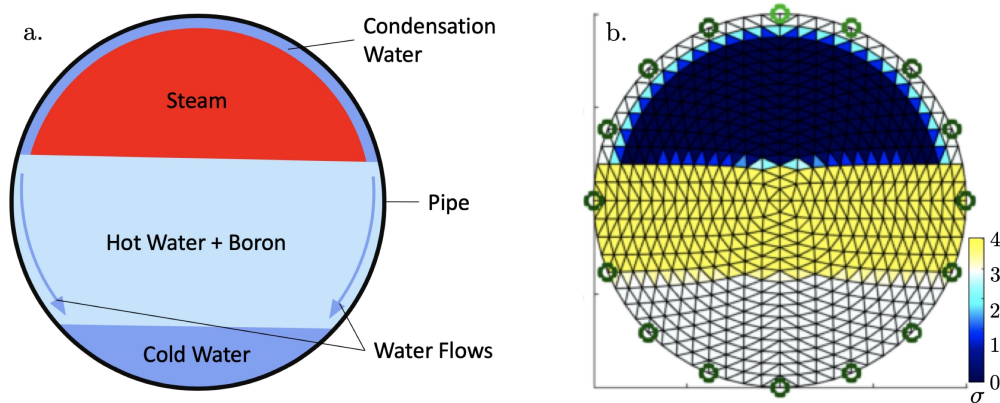 a.
Condensation
Water
Steam
Pipe
Hot Water + Boron
Cold Water
Water Flows
b.
4
3
2
1
0
σ